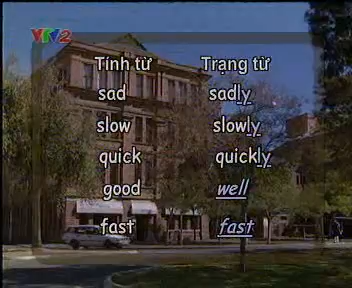 VTV2
Tính từ Trạng từ
sad sadly
slow slowly
quick quickly
good well
fast fast